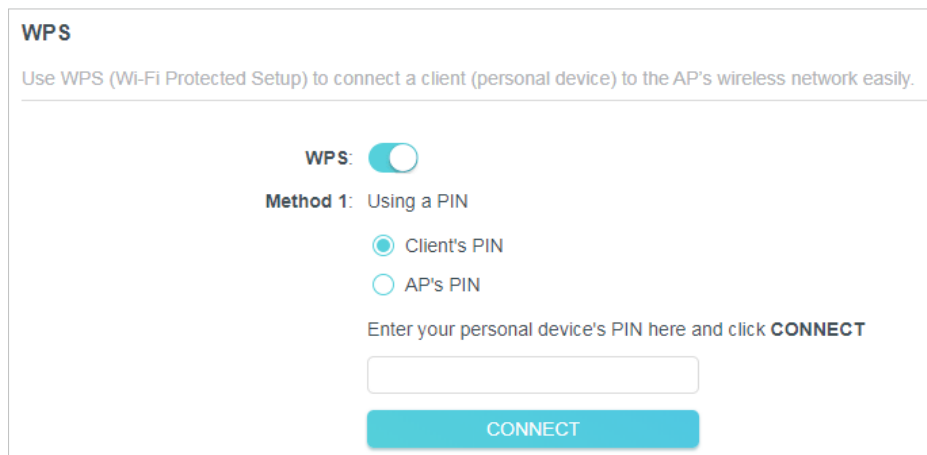 WPS
Use WPS (Wi-Fi Protected Setup) to connect a client (personal device) to the AP's wireless network easily.
WPS:
Method 1: Using a PIN
Client's PIN
AP's PIN
Enter your personal device's PIN here and click CONNECT
CONNECT